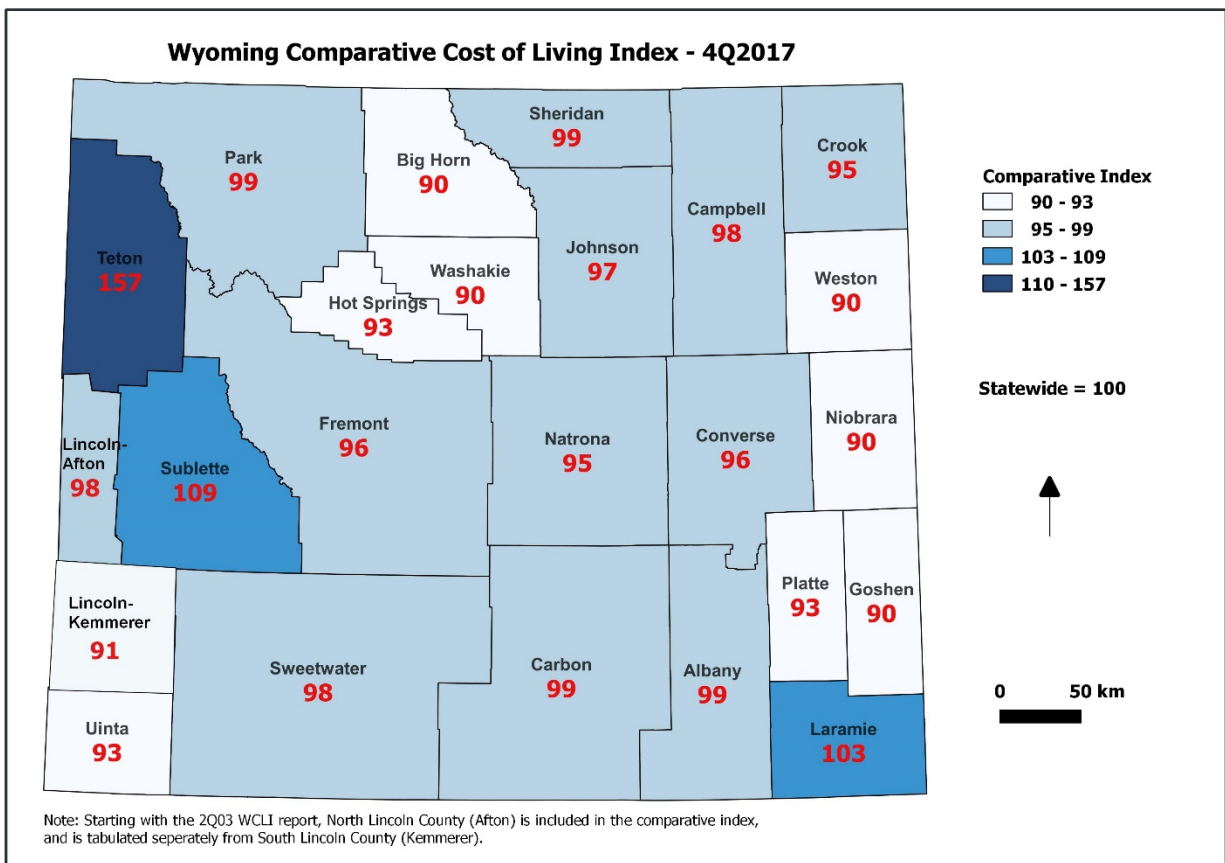 Wyoming Comparative Cost of Living Index - 4Q2017
Sheridan
99
Park
99
Big Horn
90
Crook
95
Campbell
98
Johnson
97
Teton
157
Washakie
90
Weston
90
Hot Springs
93
Fremont
96
Natrona
95
Converse
96
Niobrara
90
Lincoln-
Afton
98
Sublette
109
Platte
93
Goshen
90
Lincoln-
Kemmerer
91
Sweetwater
98
Carbon
99
Albany
99
Uinta
93
Laramie
103
Comparative Index
90 - 93
95 - 99
103 - 109
110 - 157
Statewide = 100
0 50 km
Note: Starting with the 2Q03 WCLI report, North Lincoln County (Afton) is included in the comparative index,
and is tabulated seperately from South Lincoln County (Kemmerer).